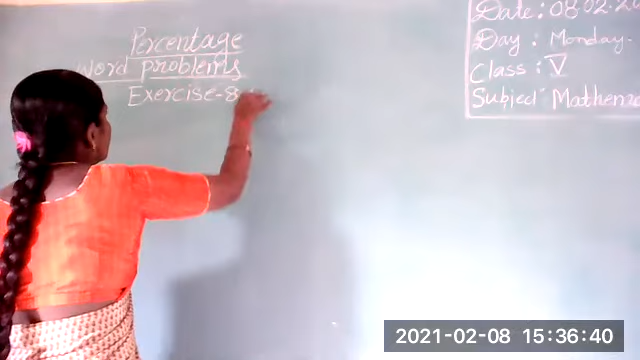 Percentage
Word Problems
Exercise-8
Date: 08.02.20
Day: Monday.
Class: V
Subject: Mathema
2021-02-08 15:36:40